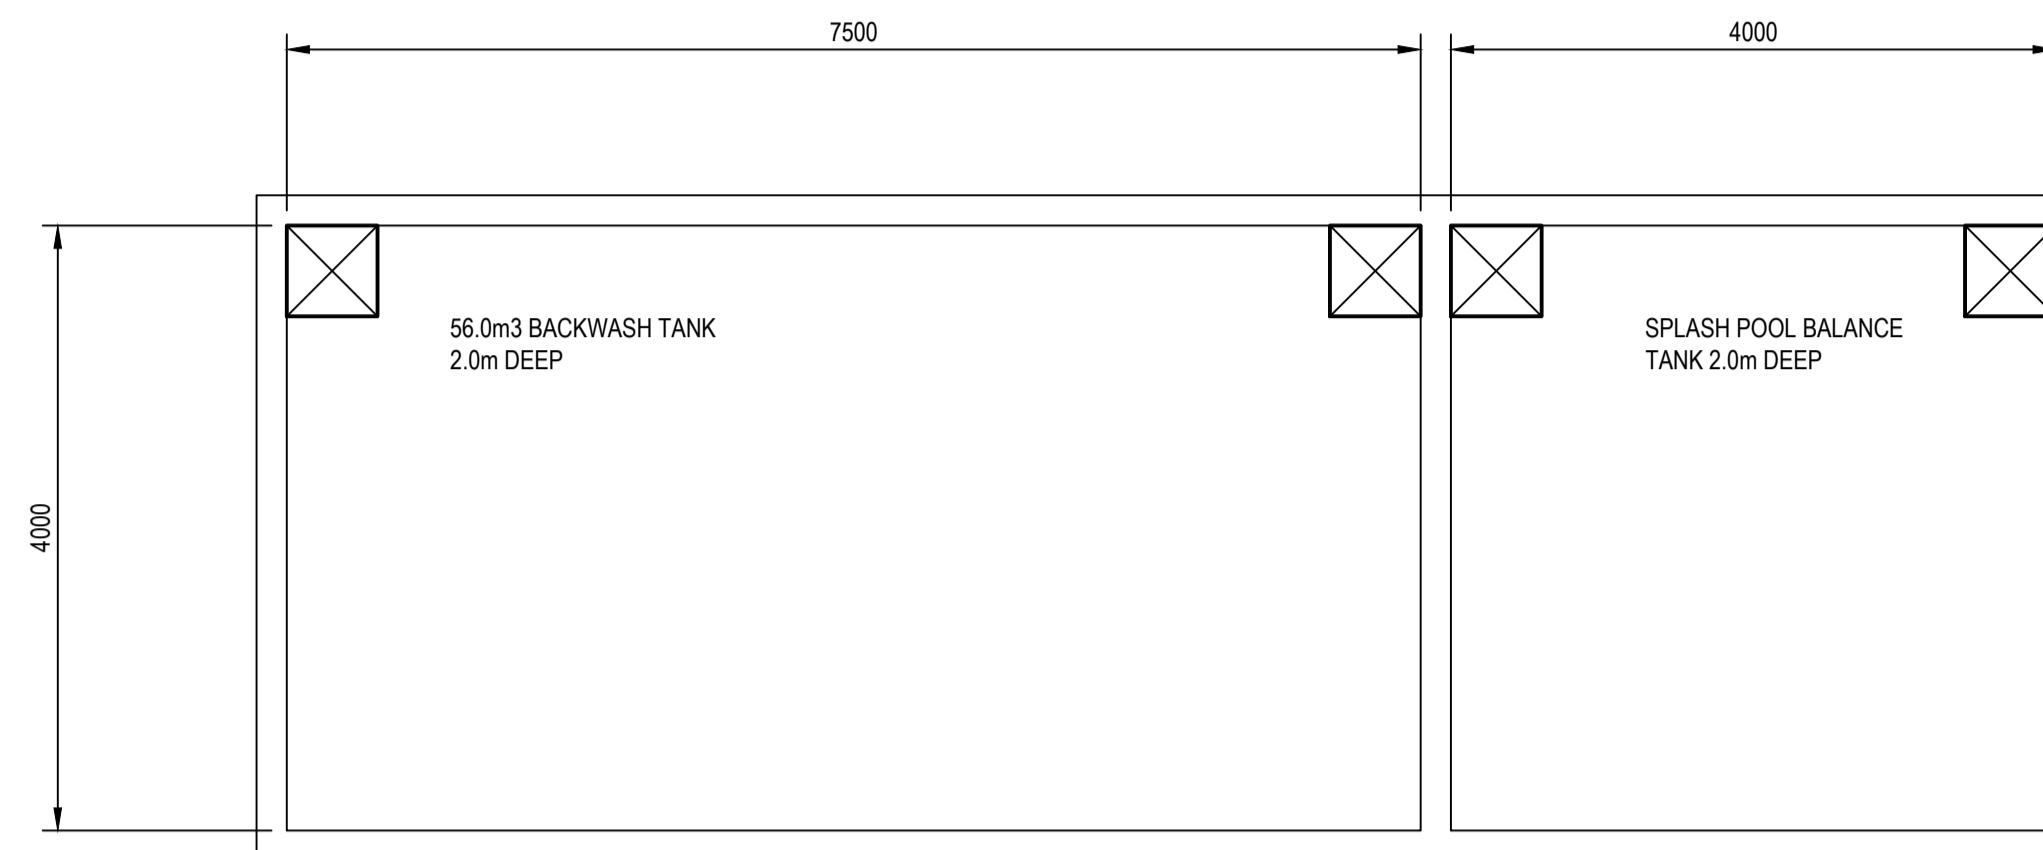 7500
4000
56.0m3 BACKWASH TANK
2.0m DEEP
SPLASH POOL BALANCE
TANK 2.0m DEEP
4000